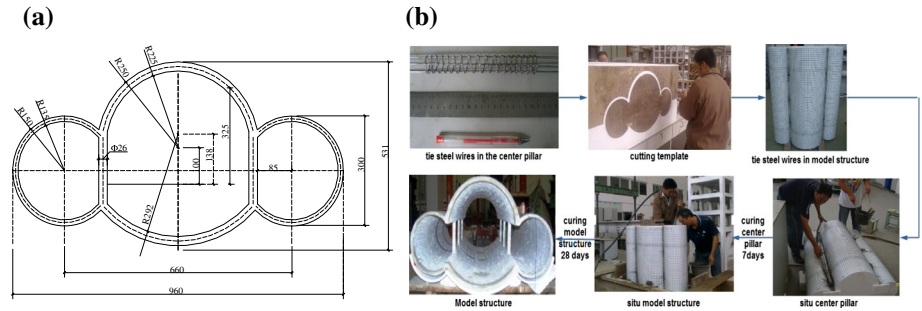 (a)
R250
R225
R150
R135
Φ26
100
138
325
85
300
531
R292
660
960
(b)
tie steel wires in the center pillar
cutting template
tie steel wires in model structure
curing
model
structure
28 days
curing
center
pillar
7days
Model structure
situ model structure
situ center pillar